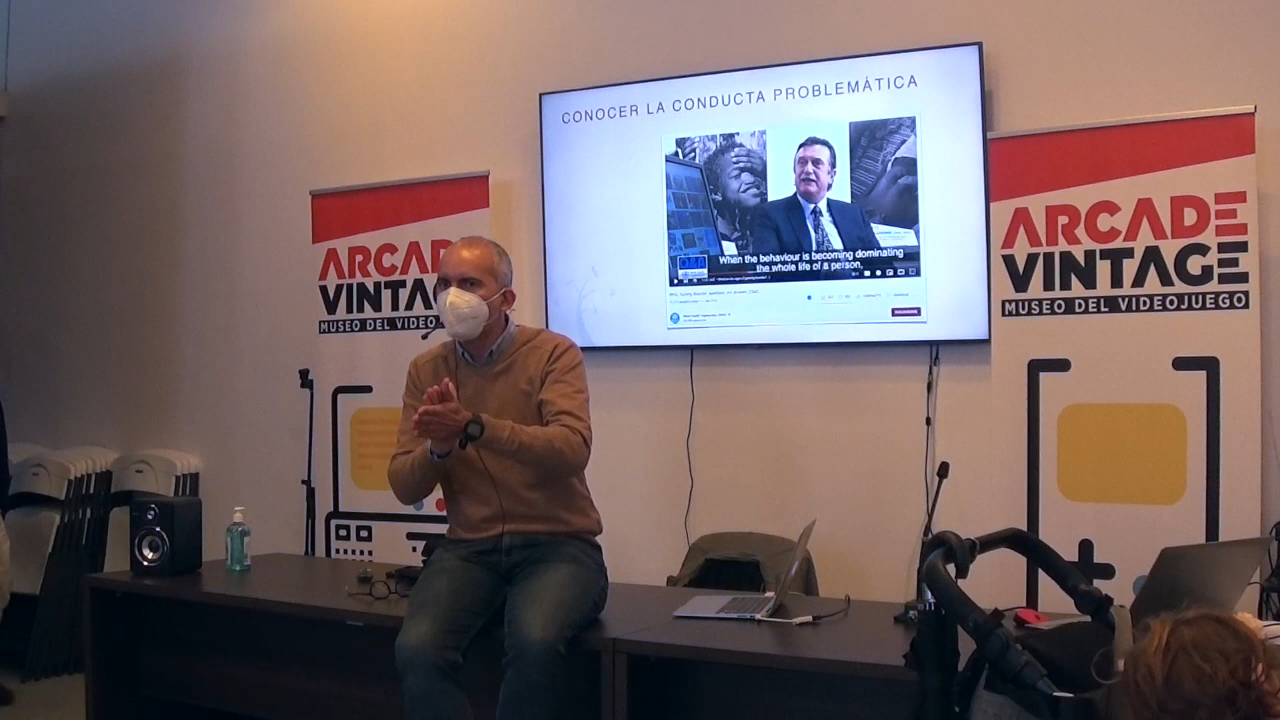 CONOCER LA CONDUCTA PROBLEMÁTICA
When the behaviour is becoming dominating
the whole life of a person,
ARCADE
VINTAGE
MUSEO DEL VIDEOJUEGO
ARCAD
VINTAG
MUSEO DEL VIDEO